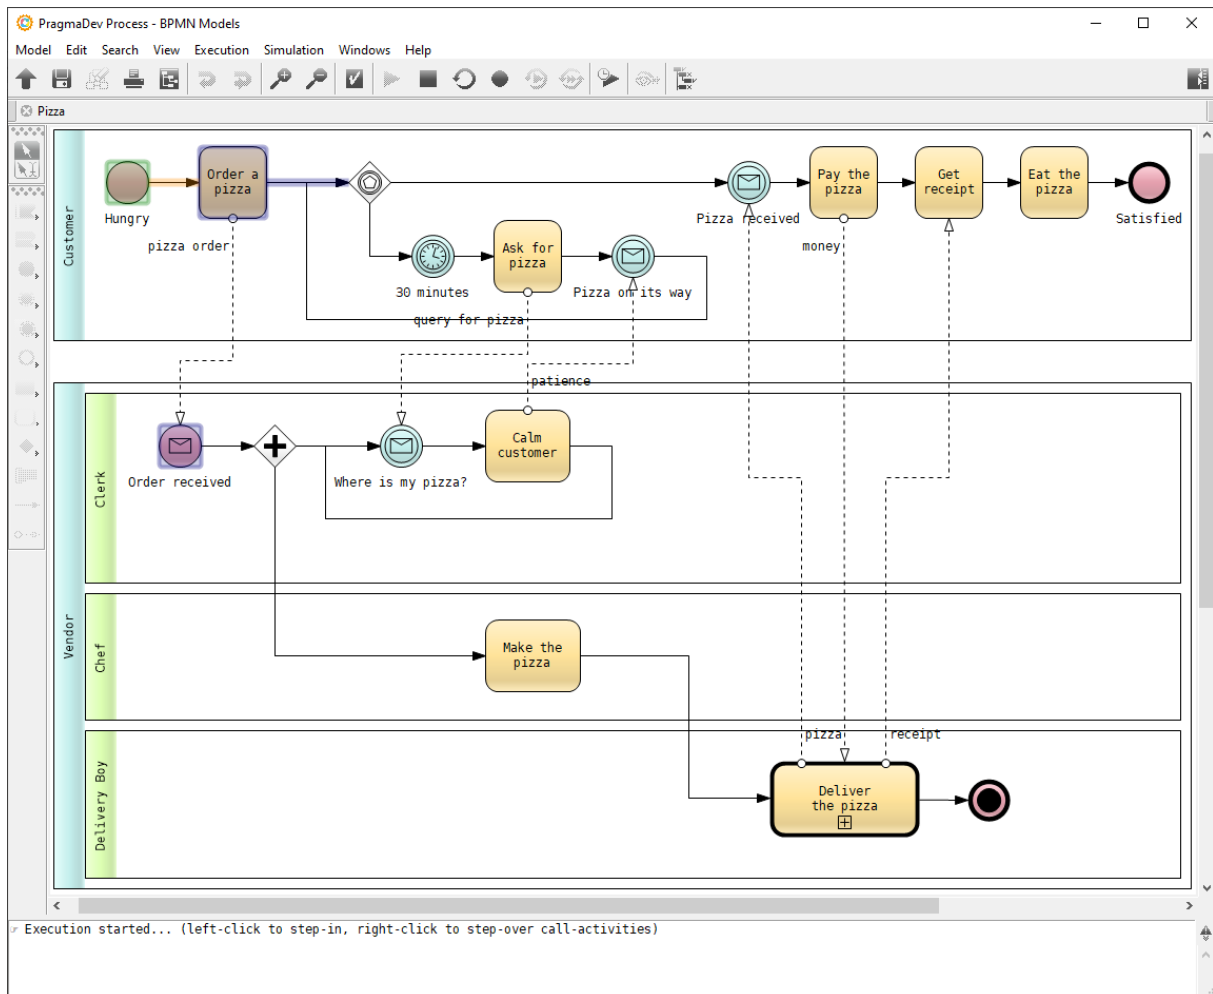 PragmaDev Process - BPMN Models
Model Edit Search View Execution Simulation Windows Help
Pizza
Customer
Hungry
Order a
pizza
pizza order
30 minutes
Ask for
pizza
query for pizza
Pizza on its way
Pizza received
Pay the
pizza
money
Get
receipt
Eat the
pizza
Satisfied
patience
Vendor
Clerk
Order received
Where is my pizza?
Calm
customer
Chef
Make the
pizza
Delivery Boy
pizza
receipt
Deliver
the pizza
Execution started... (left-click to step-in, right-click to step-over call-activities)